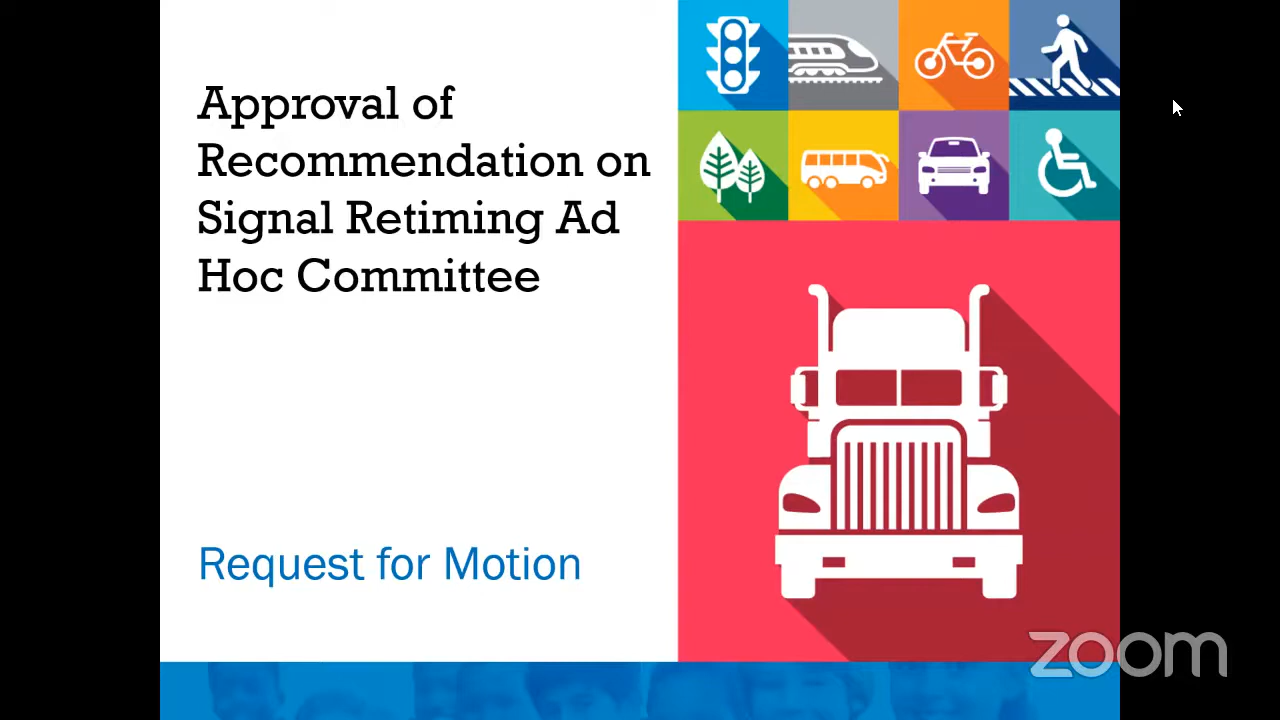 Approval of
Recommendation on
Signal Retiming Ad
Hoc Committee
Request for Motion
zoom